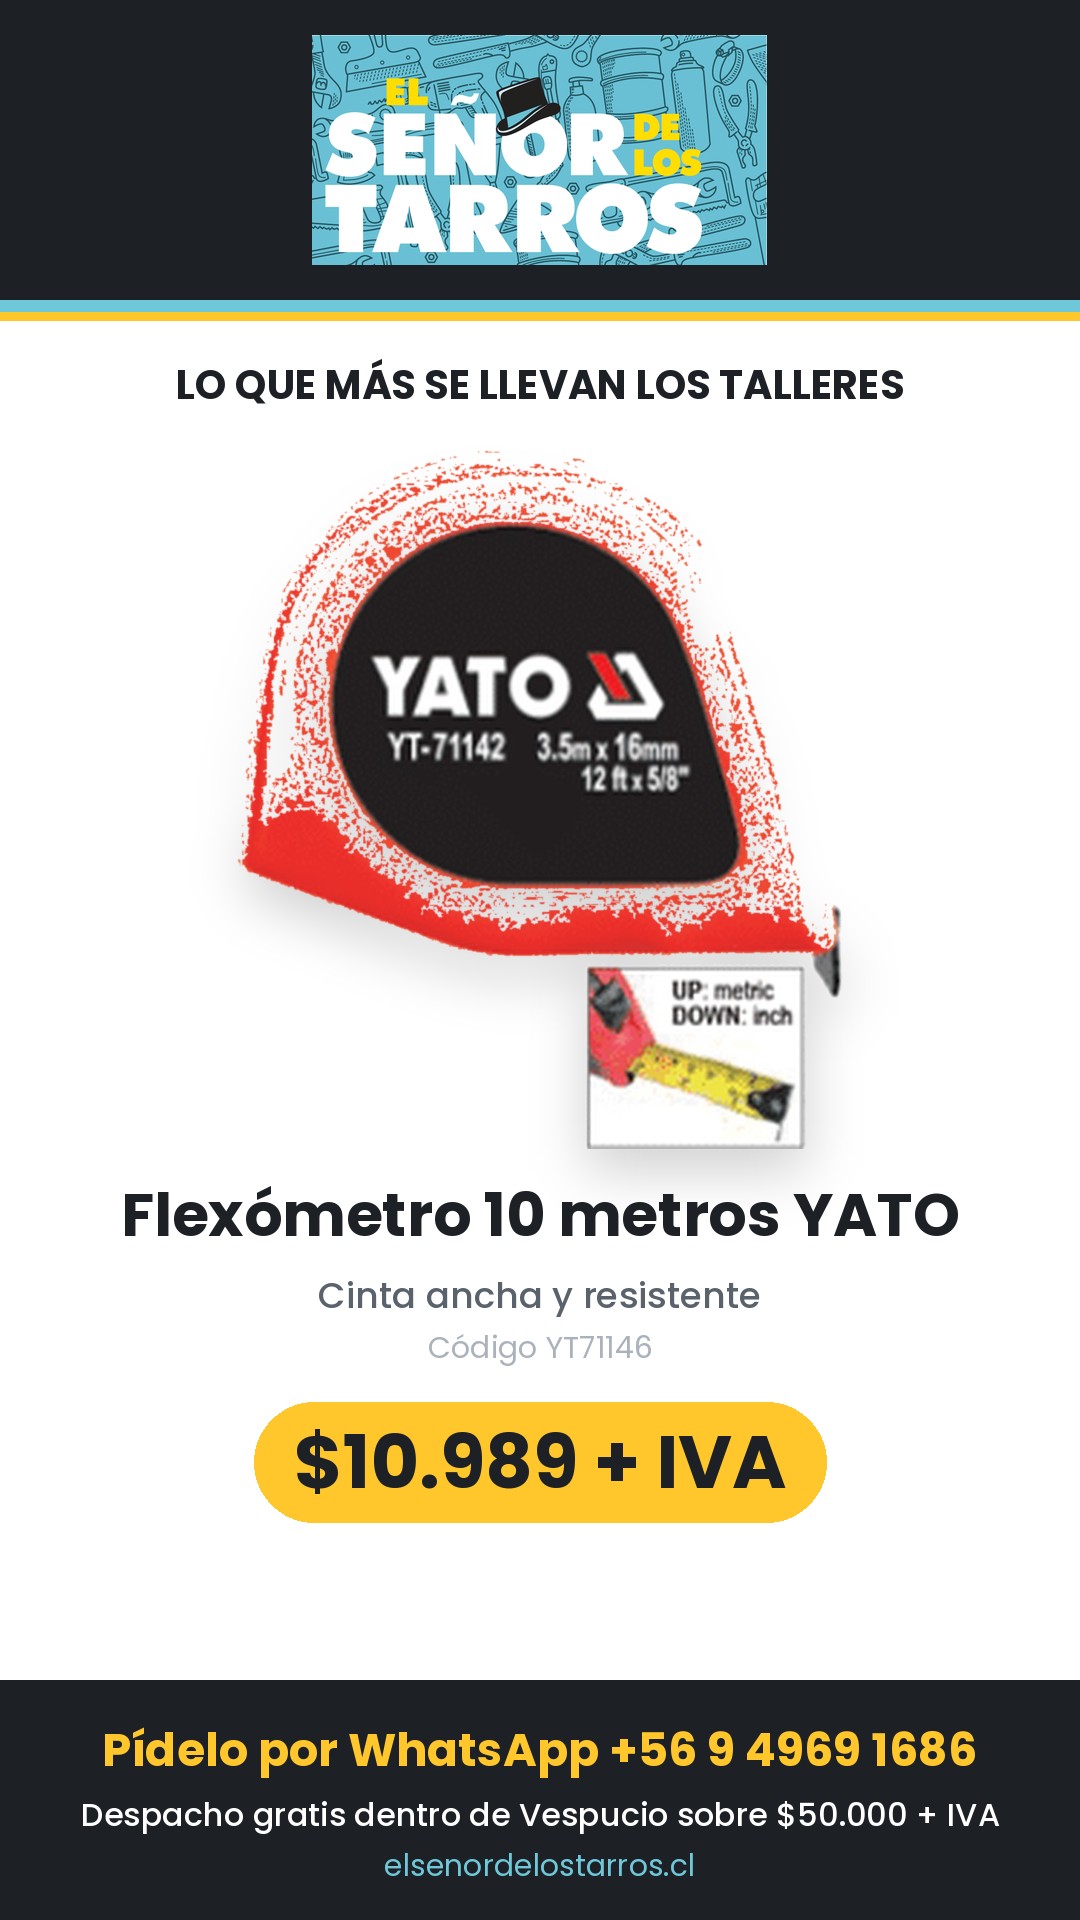 EL
SEÑOR DE LOS
TARROS
LO QUE MÁS SE LLEVAN LOS TALLERES
YATO
YT-71142 3.5m x 16mm
12 ft x 5/8"
UP: metric
DOWN: inch
Flexómetro 10 metros YATO
Cinta ancha y resistente
Código YT71146
$10.989 + IVA
Pídelo por WhatsApp +56 9 4969 1686
Despacho gratis dentro de Vespucio sobre $50.000 + IVA
elsenordelostarros.cl